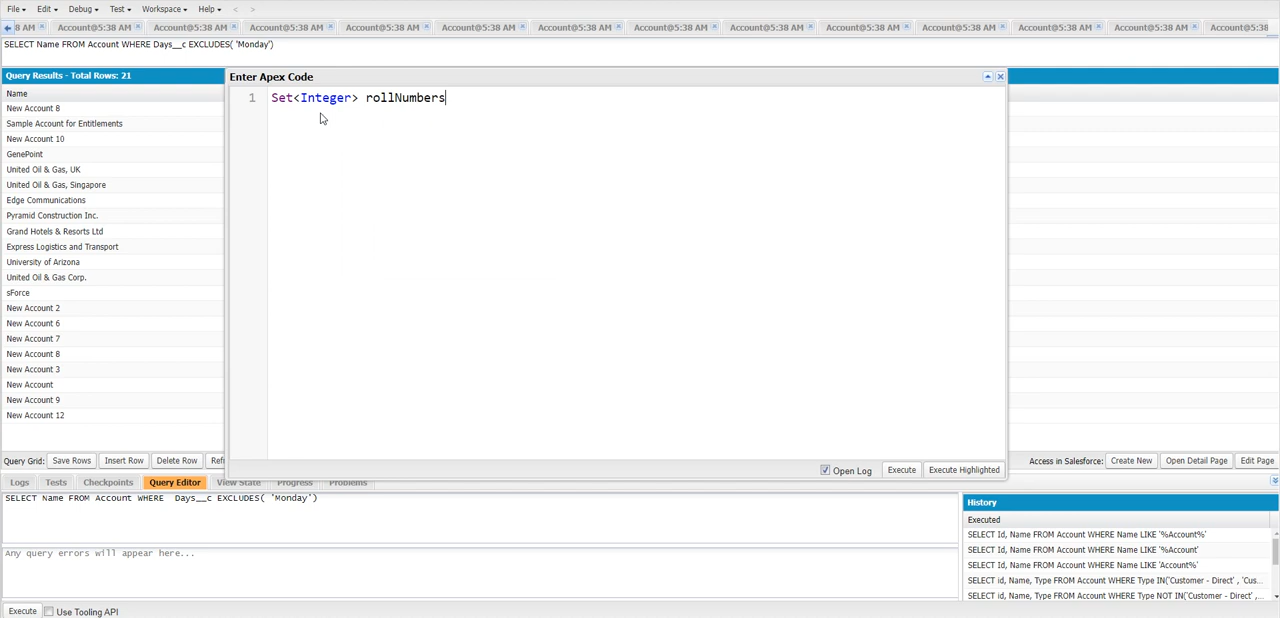 File Edit Debug Test Workspace Help < >
8 AM Account@5:38 AM Account@5:38 AM Account@5:38 AM Account@5:38 AM Account@5:38 AM Account@5:38 AM Account@5:38 AM Account@5:38 AM Account@5:38 AM Account@5:38 AM Account@5:38 AM Account@5:38 AM Account@5:38
SELECT Name FROM Account WHERE Days__c EXCLUDES( 'Monday')
Query Results - Total Rows: 21
Name
New Account 8
Sample Account for Entitlements
New Account 10
GenePoint
United Oil & Gas, UK
United Oil & Gas, Singapore
Edge Communications
Pyramid Construction Inc.
Grand Hotels & Resorts Ltd
Express Logistics and Transport
University of Arizona
United Oil & Gas Corp.
sForce
New Account 2
New Account 6
New Account 7
New Account 8
New Account 3
New Account
New Account 9
New Account 12
Enter Apex Code
1 Set<Integer> rollNumbers
Open Log Execute Execute Highlighted
Query Grid: Save Rows Insert Row Delete Row Ref
Access in Salesforce: Create New Open Detail Page Edit Page
Logs Tests Checkpoints Query Editor View State Progress Problems
SELECT Name FROM Account WHERE  Days__c EXCLUDES( 'Monday')
Any query errors will appear here...
History
Executed
SELECT Id, Name FROM Account WHERE Name LIKE '%Account%'
SELECT Id, Name FROM Account WHERE Name LIKE '%Account'
SELECT Id, Name FROM Account WHERE Name LIKE 'Account%'
SELECT id, Name, Type FROM Account WHERE Type IN('Customer - Direct' , 'Cus...
SELECT id, Name, Type FROM Account WHERE Type NOT IN('Customer - Direct' ,...
Execute Use Tooling API